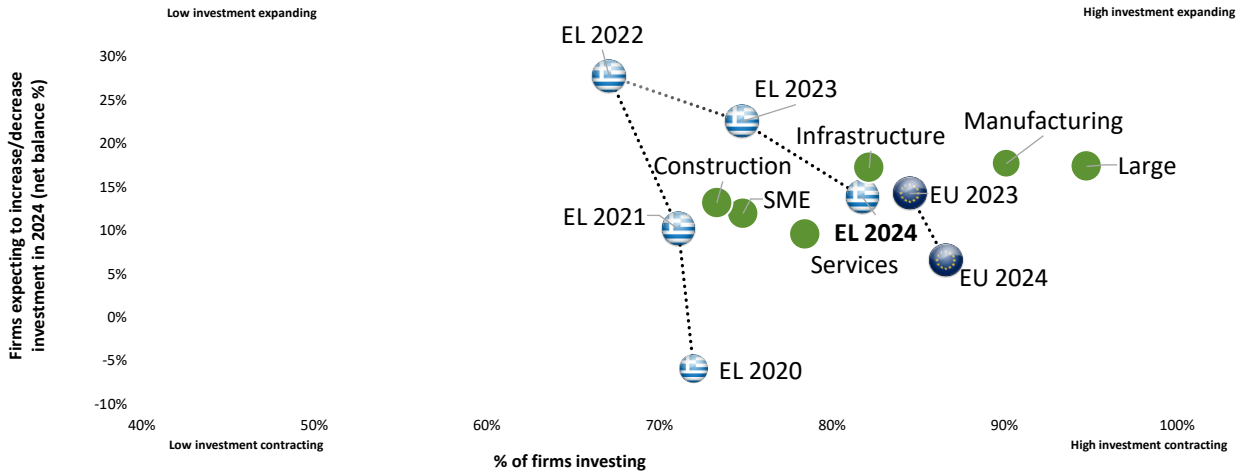 Low investment expanding
High investment expanding
Firms expecting to increase/decrease
investment in 2024 (net balance %)
30%
25%
20%
15%
10%
5%
0%
-5%
-10%
EL 2022
EL 2023
Infrastructure
Manufacturing
Construction
Large
SME
EU 2023
EL 2021
EL 2024
Services
EU 2024
EL 2020
40%
50%
60%
70%
80%
90%
100%
Low investment contracting
High investment contracting
% of firms investing